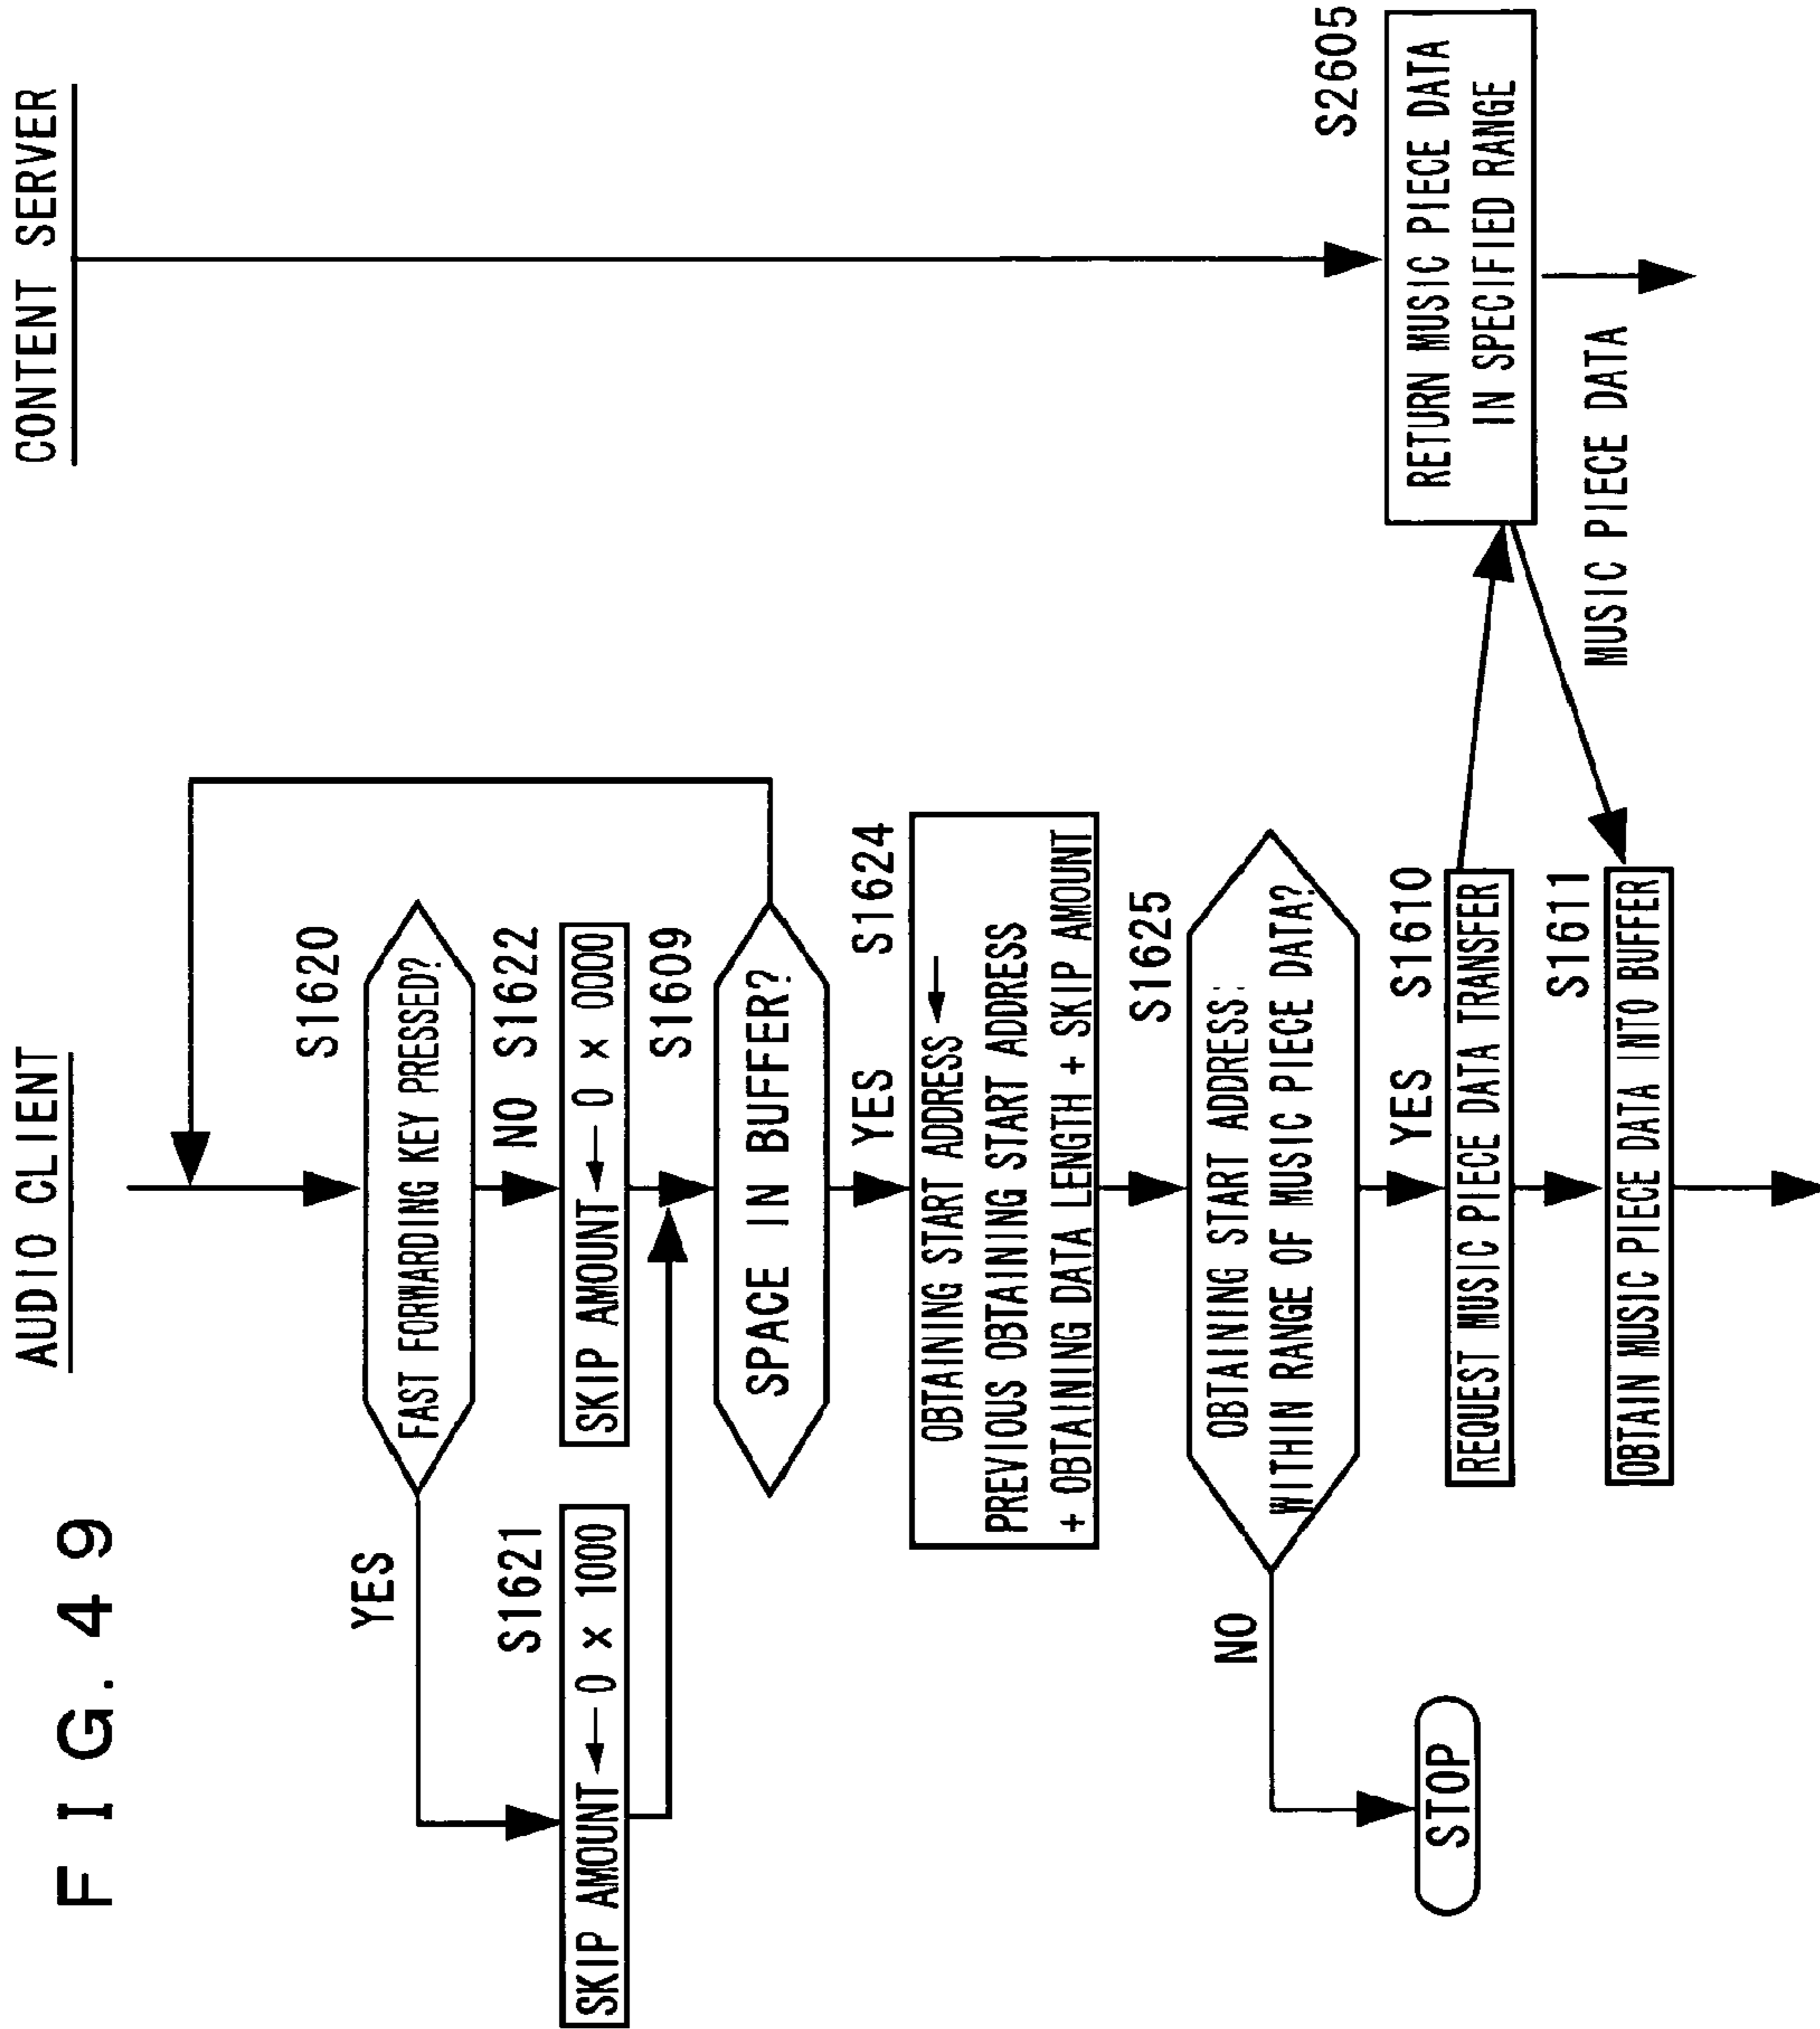 FIG. 49
AUDIO CLIENT
CONTENT SERVER
S1620
FAST FORWARDING KEY PRESSED?
YES
NO
S1621
SKIP AMOUNT ← 0 x 1000
S1622
SKIP AMOUNT ← 0 x 0000
S1609
SPACE IN BUFFER?
YES
S1624
OBTAINING START ADDRESS ←
PREVIOUS OBTAINING START ADDRESS
+ OBTAINING DATA LENGTH + SKIP AMOUNT
S1625
OBTAINING START ADDRESS:
WITHIN RANGE OF MUSIC PIECE DATA?
NO
YES
STOP
S1610
REQUEST MUSIC PIECE DATA TRANSFER
S2605
RETURN MUSIC PIECE DATA
IN SPECIFIED RANGE
MUSIC PIECE DATA
S1611
OBTAIN MUSIC PIECE DATA INTO BUFFER